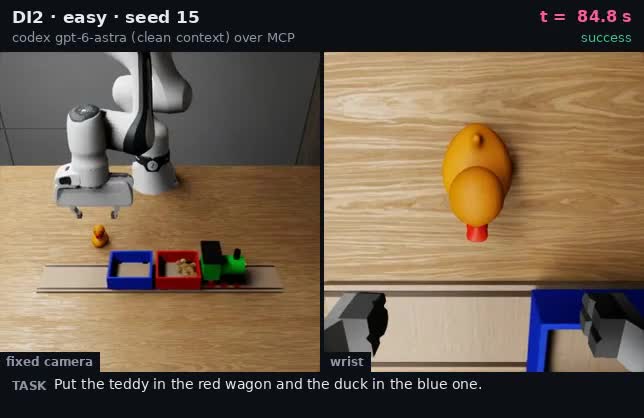 DI2 · easy · seed 15
t = 84.8 s
codex gpt-6-astra (clean context) over MCP
success
fixed camera
wrist
TASK Put the teddy in the red wagon and the duck in the blue one.